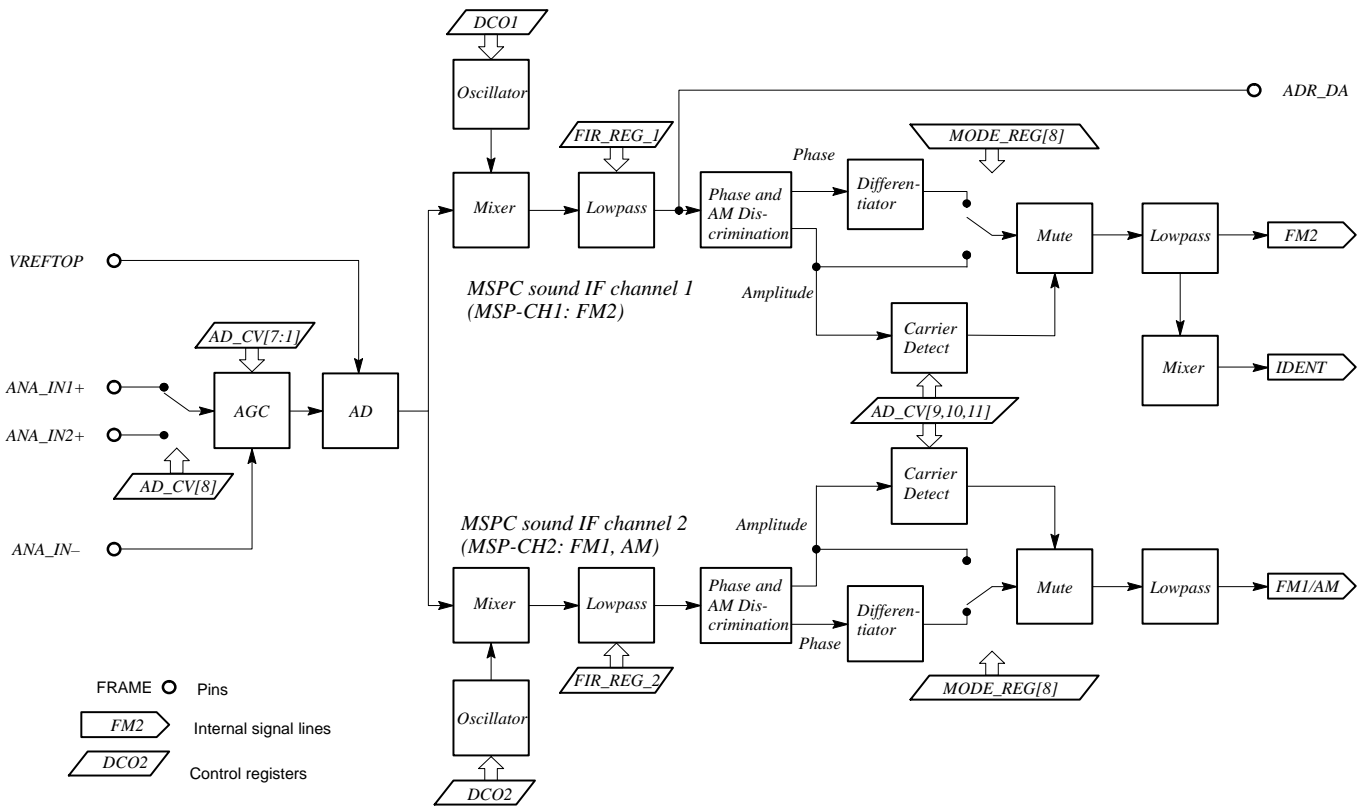 DCO1
Oscillator
ADR_DA
FIR_REG_1
MODE_REG[8]
Phase
Mixer
Lowpass
Phase and
AM Dis-
crimination
Differen-
tiator
Mute
Lowpass
FM2
VREFTOP
MSPC sound IF channel 1
(MSP-CH1: FM2)
Amplitude
AD_CV[7:1]
Carrier
Detect
Mixer
IDENT
ANA_IN1+
AGC
AD
AD_CV[9,10,11]
ANA_IN2+
AD_CV[8]
Carrier
Detect
MSPC sound IF channel 2
(MSP-CH2: FM1, AM)
Amplitude
ANA_IN–
Mixer
Lowpass
Phase and
AM Dis-
crimination
Differen-
tiator
Mute
Lowpass
FM1/AM
Phase
FIR_REG_2
MODE_REG[8]
Oscillator
DCO2
FRAME
Pins
FM2
Internal signal lines
DCO2
Control registers